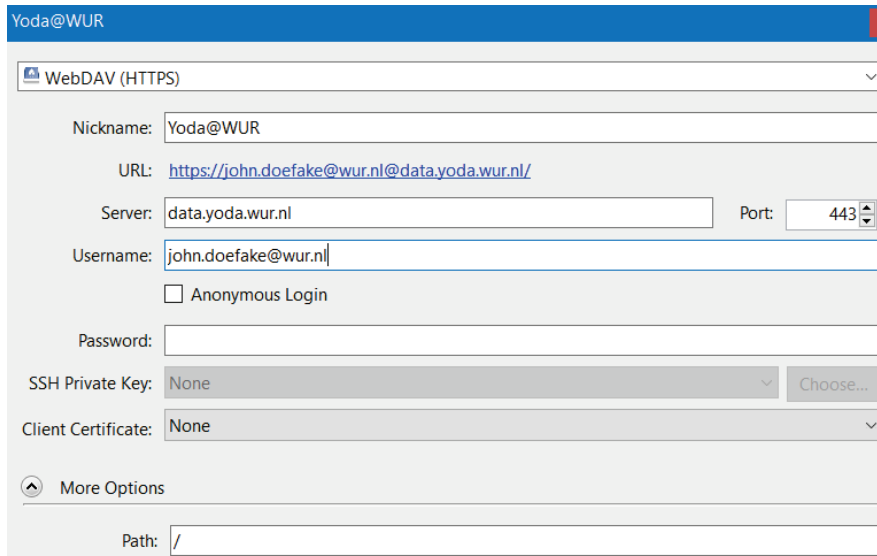 Yoda@WUR
WebDAV (HTTPS)
Nickname: Yoda@WUR
URL: https://john.doefake@wur.nl@data.yoda.wur.nl/
Server: data.yoda.wur.nl Port: 443
Username: john.doefake@wur.nl
Anonymous Login
Password:
SSH Private Key: None Choose...
Client Certificate: None
More Options
Path: /